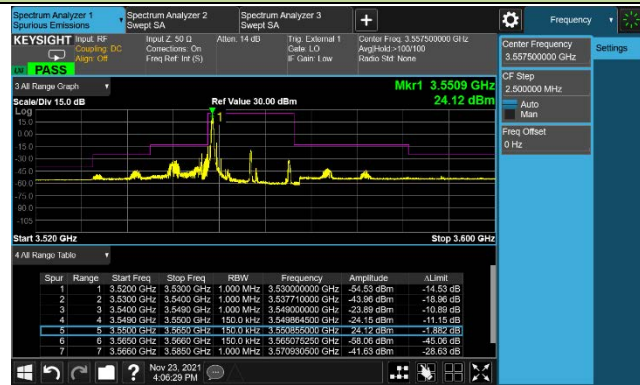 Spectrum Analyzer 1
Spurious Emissions
Spectrum Analyzer 2
Swept SA
Spectrum Analyzer 3
Swept SA
+
Frequency
KEYSIGHT
Input: RF
Coupling: DC
Align: Off
Input Z: 50 Ω
Corrections: On
Freq Ref: Int (S)
Atten: 14 dB
Trig: External 1
Gate: LO
IF Gain: Low
Center Freq: 3.557500000 GHz
Avg|Hold:>100/100
Radio Std: None
PASS
Center Frequency
3.557500000 GHz
Settings
CF Step
2.500000 MHz
Auto
Man
Freq Offset
0 Hz
3 All Range Graph
Mkr1 3.5509 GHz
24.12 dBm
Scale/Div 15.0 dB
Ref Value 30.00 dBm
Log
15.0
0.00
-15.0
-30.0
-45.0
-60.0
-75.0
-90.0
-105
1
Start 3.520 GHz
Stop 3.600 GHz
4 All Range Table
Spur Range Start Freq Stop Freq RBW Frequency Amplitude ΔLimit
1 1 3.5200 GHz 3.5300 GHz 1.000 MHz 3.530000000 GHz -54.53 dBm -14.53 dB
2 2 3.5300 GHz 3.5400 GHz 1.000 MHz 3.537710000 GHz -43.96 dBm -18.96 dB
3 3 3.5400 GHz 3.5490 GHz 1.000 MHz 3.549000000 GHz -23.89 dBm -10.89 dB
4 4 3.5490 GHz 3.5500 GHz 150.0 kHz 3.549864500 GHz -24.15 dBm -11.15 dB
5 5 3.5500 GHz 3.5650 GHz 150.0 kHz 3.550855000 GHz 24.12 dBm -1.882 dB
6 6 3.5650 GHz 3.5660 GHz 150.0 kHz 3.565075250 GHz -58.06 dBm -45.06 dB
7 7 3.5660 GHz 3.5850 GHz 1.000 MHz 3.570930500 GHz -41.63 dBm -28.63 dB
?
Nov 23, 2021
4:06:29 PM